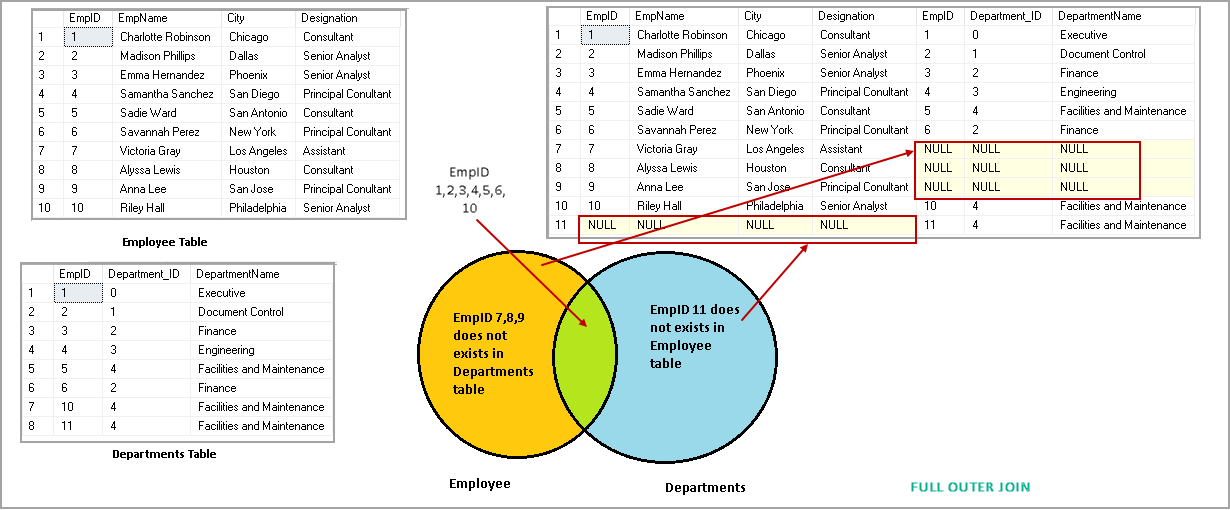 EmpID EmpName City Designation
1 1 Charlotte Robinson Chicago Consultant
2 2 Madison Phillips Dallas Senior Analyst
3 3 Emma Hernandez Phoenix Senior Analyst
4 4 Samantha Sanchez San Diego Principal Conultant
5 5 Sadie Ward San Antonio Consultant
6 6 Savannah Perez New York Principal Conultant
7 7 Victoria Gray Los Angeles Assistant
8 8 Alyssa Lewis Houston Consultant
9 9 Anna Lee San Jose Principal Conultant
10 10 Riley Hall Philadelphia Senior Analyst
Employee Table
EmpID Department_ID DepartmentName
1 1 0 Executive
2 2 1 Document Control
3 3 2 Finance
4 4 3 Engineering
5 5 4 Facilities and Maintenance
6 6 2 Finance
7 10 4 Facilities and Maintenance
8 11 4 Facilities and Maintenance
Departments Table
EmpID EmpName City Designation EmpID Department_ID DepartmentName
1 1 Charlotte Robinson Chicago Consultant 1 0 Executive
2 2 Madison Phillips Dallas Senior Analyst 2 1 Document Control
3 3 Emma Hernandez Phoenix Senior Analyst 3 2 Finance
4 4 Samantha Sanchez San Diego Principal Conultant 4 3 Engineering
5 5 Sadie Ward San Antonio Consultant 5 4 Facilities and Maintenance
6 6 Savannah Perez New York Principal Conultant 6 2 Finance
7 7 Victoria Gray Los Angeles Assistant NULL NULL NULL
8 8 Alyssa Lewis Houston Consultant NULL NULL NULL
9 9 Anna Lee San Jose Principal Conultant NULL NULL NULL
10 10 Riley Hall Philadelphia Senior Analyst 10 4 Facilities and Maintenance
11 NULL NULL NULL NULL 11 4 Facilities and Maintenance
EmpID
1,2,3,4,5,6,
10
EmpID 7,8,9
does not
exists in
Departments
table
EmpID 11 does
not exists in
Employee
table
Employee
Departments
FULL OUTER JOIN